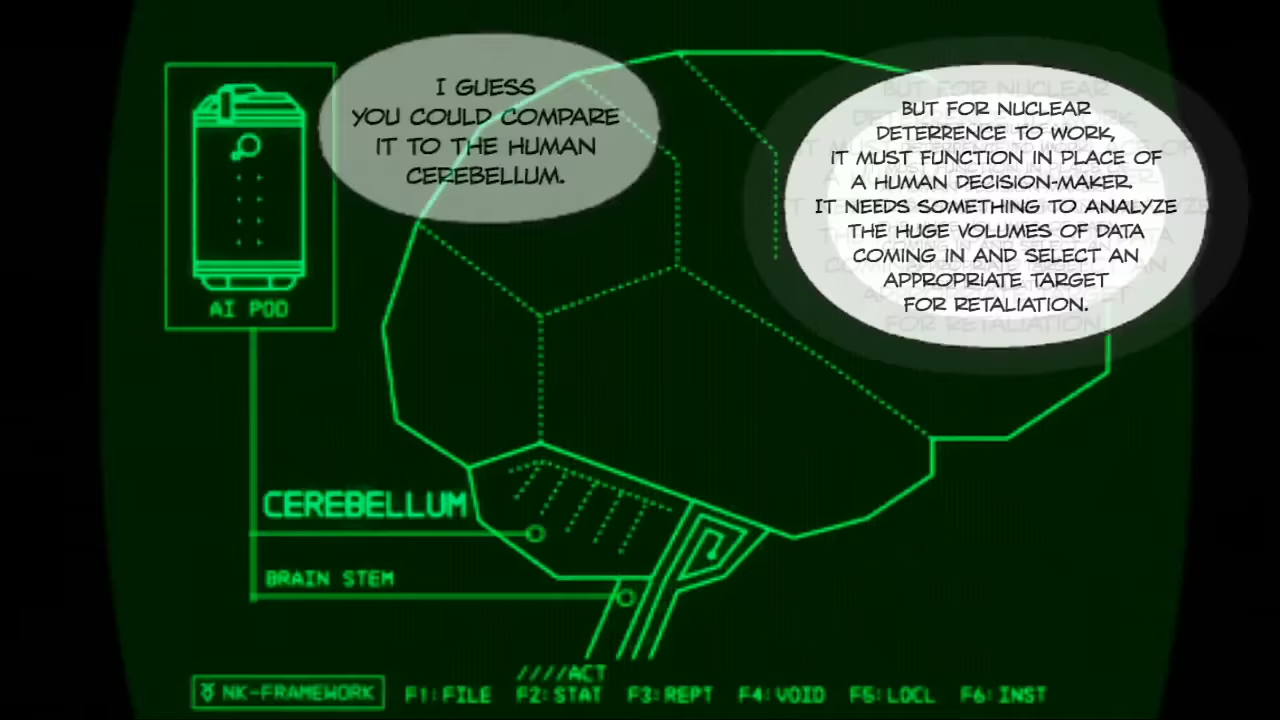 I GUESS
YOU COULD COMPARE
IT TO THE HUMAN
CEREBELLUM.
BUT FOR NUCLEAR
DETERRENCE TO WORK,
IT MUST FUNCTION IN PLACE OF
A HUMAN DECISION-MAKER.
IT NEEDS SOMETHING TO ANALYZE
THE HUGE VOLUMES OF DATA
COMING IN AND SELECT AN
APPROPRIATE TARGET
FOR RETALIATION.
AI POD
CEREBELLUM
BRAIN STEM
////ACT
NK-FRAMEWORK F1:FILE F2:STAT F3:REPT F4:VOID F5:LOCL F6:INST